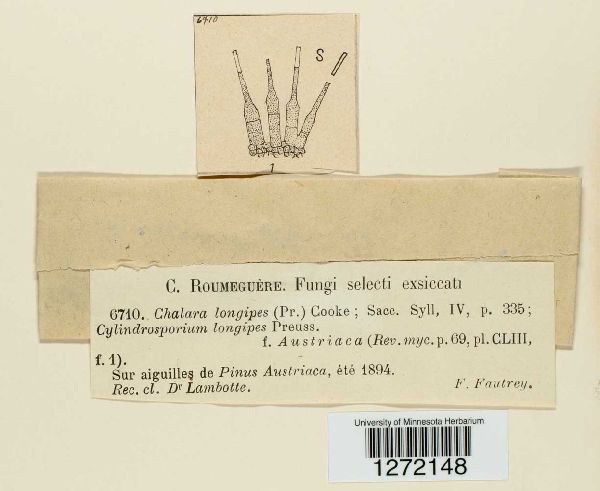 6710
S
1
C. ROUMEGUÈRE. Fungi selecti exsiccati
6710. Chalara longipes (Pr.) Cooke ; Sacc. Syll, IV, p. 335 ;
Cylindrosporium longipes Preuss.
f. Austriaca (Rev. myc. p. 69, pl. CLIII,
f. 1).
Sur aiguilles de Pinus Austriaca, été 1894.
Rec. cl. Dr Lambotte. F. Fautrey.
University of Minnesota Herbarium
1272148